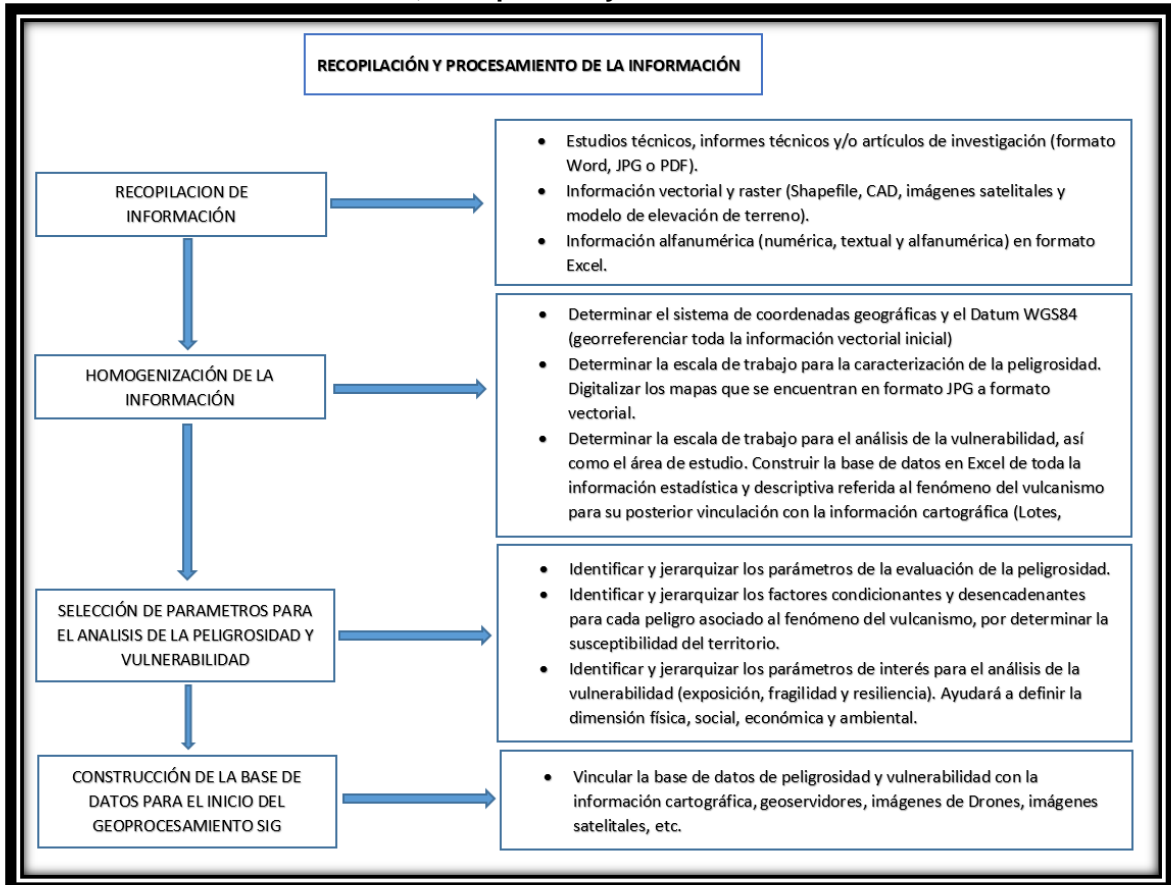 RECOPILACIÓN Y PROCESAMIENTO DE LA INFORMACIÓN
RECOPILACION DE
INFORMACIÓN
• Estudios técnicos, informes técnicos y/o artículos de investigación (formato
Word, JPG o PDF).
• Información vectorial y raster (Shapefile, CAD, imágenes satelitales y
modelo de elevación de terreno).
• Información alfanumérica (numérica, textual y alfanumérica) en formato
Excel.
HOMOGENIZACIÓN DE LA
INFORMACIÓN
• Determinar el sistema de coordenadas geográficas y el Datum WGS84
(georreferenciar toda la información vectorial inicial)
• Determinar la escala de trabajo para la caracterización de la peligrosidad.
Digitalizar los mapas que se encuentran en formato JPG a formato
vectorial.
• Determinar la escala de trabajo para el análisis de la vulnerabilidad, así
como el área de estudio. Construir la base de datos en Excel de toda la
información estadística y descriptiva referida al fenómeno del vulcanismo
para su posterior vinculación con la información cartográfica (Lotes,
SELECCIÓN DE PARAMETROS PARA
EL ANALISIS DE LA PELIGROSIDAD Y
VULNERABILIDAD
• Identificar y jerarquizar los parámetros de la evaluación de la peligrosidad.
• Identificar y jerarquizar los factores condicionantes y desencadenantes
para cada peligro asociado al fenómeno del vulcanismo, por determinar la
susceptibilidad del territorio.
• Identificar y jerarquizar los parámetros de interés para el análisis de la
vulnerabilidad (exposición, fragilidad y resiliencia). Ayudará a definir la
dimensión física, social, económica y ambiental.
CONSTRUCCIÓN DE LA BASE DE
DATOS PARA EL INICIO DEL
GEOPROCESAMIENTO SIG
• Vincular la base de datos de peligrosidad y vulnerabilidad con la
información cartográfica, geoservidores, imágenes de Drones, imágenes
satelitales, etc.